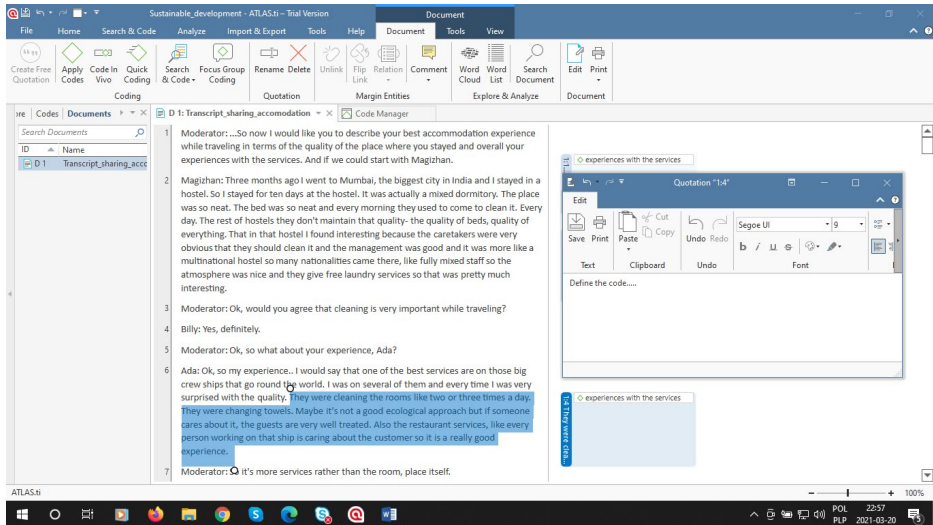 Sustainable_development - ATLAS.ti – Trial Version
Document
File Home Search & Code Analyze Import & Export Tools Help Document Tools View
Create Free Quotation
Apply Codes
Code In Vivo
Quick Coding
Search & Code
Focus Group Coding
Rename
Delete
Unlink
Flip Link
Relation
Comment
Word Cloud
Word List
Search Document
Edit
Print
Coding
Quotation
Margin Entities
Explore & Analyze
Document
ore Codes Documents
D 1: Transcript_sharing_accomodation
Code Manager
Search Documents
ID Name
D 1 Transcript_sharing_acco
1 Moderator: ...So now I would like you to describe your best accommodation experience
while traveling in terms of the quality of the place where you stayed and overall your
experiences with the services. And if we could start with Magizhan.
2 Magizhan: Three months ago I went to Mumbai, the biggest city in India and I stayed in a
hostel. So I stayed for ten days at the hostel. It was actually a mixed dormitory. The place
was so neat. The bed was so neat and every morning they used to come to clean it. Every
day. The rest of hostels they don't maintain that quality- the quality of beds, quality of
everything. That in that hostel I found interesting because the caretakers were very
obvious that they should clean it and the management was good and it was more like a
multinational hostel so many nationalities came there, like fully mixed staff so the
atmosphere was nice and they give free laundry services so that was pretty much
interesting.
3 Moderator: Ok, would you agree that cleaning is very important while traveling?
4 Billy: Yes, definitely.
5 Moderator: Ok, so what about your experience, Ada?
6 Ada: Ok, so my experience.. I would say that one of the best services are on those big
crew ships that go round the world. I was on several of them and every time I was very
surprised with the quality. They were cleaning the rooms like two or three times a day.
They were changing towels. Maybe it's not a good ecological approach but if someone
cares about it, the guests are very well treated. Also the restaurant services, like every
person working on that ship is caring about the customer so it is a really good
experience.
7 Moderator: So it's more services rather than the room, place itself.
1:1
experiences with the services
Quotation "1:4"
Edit
Save
Print
Paste
Cut
Copy
Undo
Redo
Segoe UI 9
b i u s
Text
Clipboard
Undo
Font
Define the code.....
1:4 They were clea...
experiences with the services
ATLAS.ti
100%
POL
PLP
22:57
2021-03-20
5